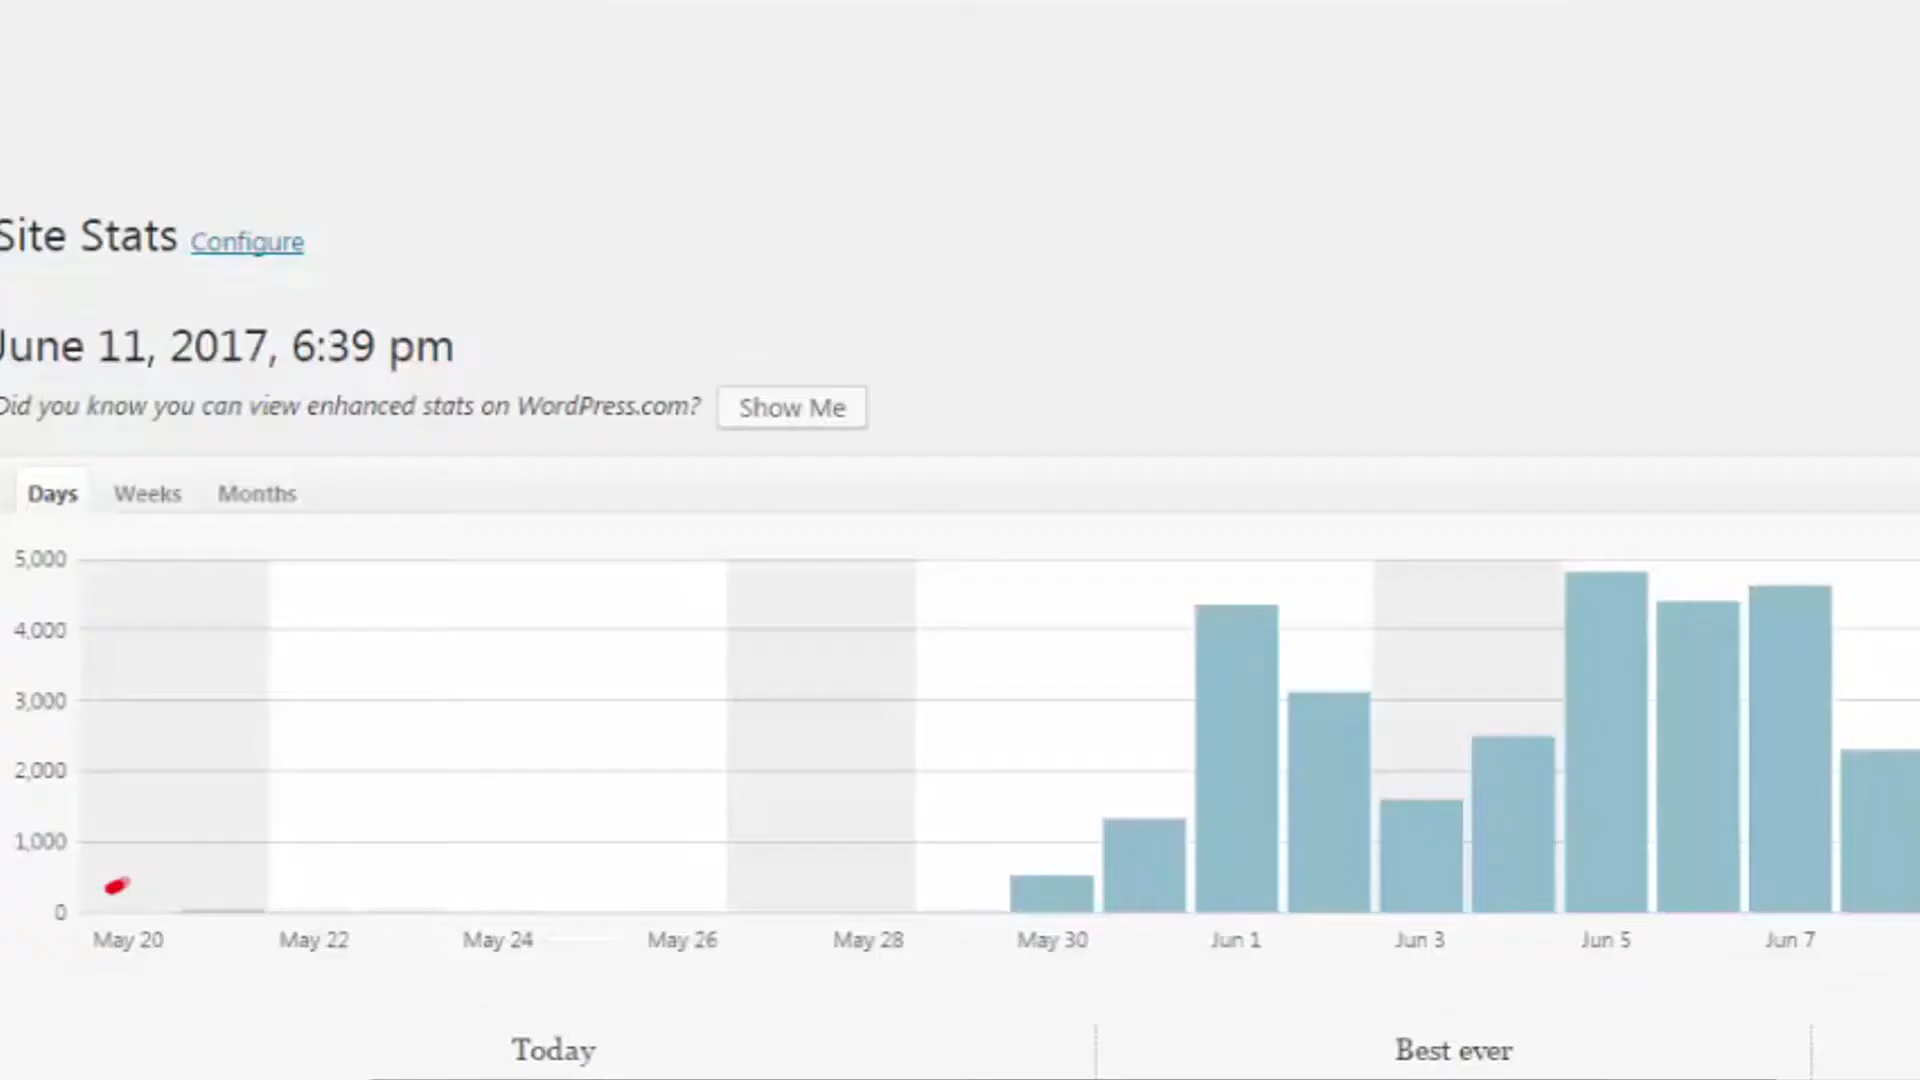 Site Stats Configure
June 11, 2017, 6:39 pm
Did you know you can view enhanced stats on WordPress.com? Show Me
Days Weeks Months
5,000
4,000
3,000
2,000
1,000
0
May 20 May 22 May 24 May 26 May 28 May 30 Jun 1 Jun 3 Jun 5 Jun 7
Today Best ever